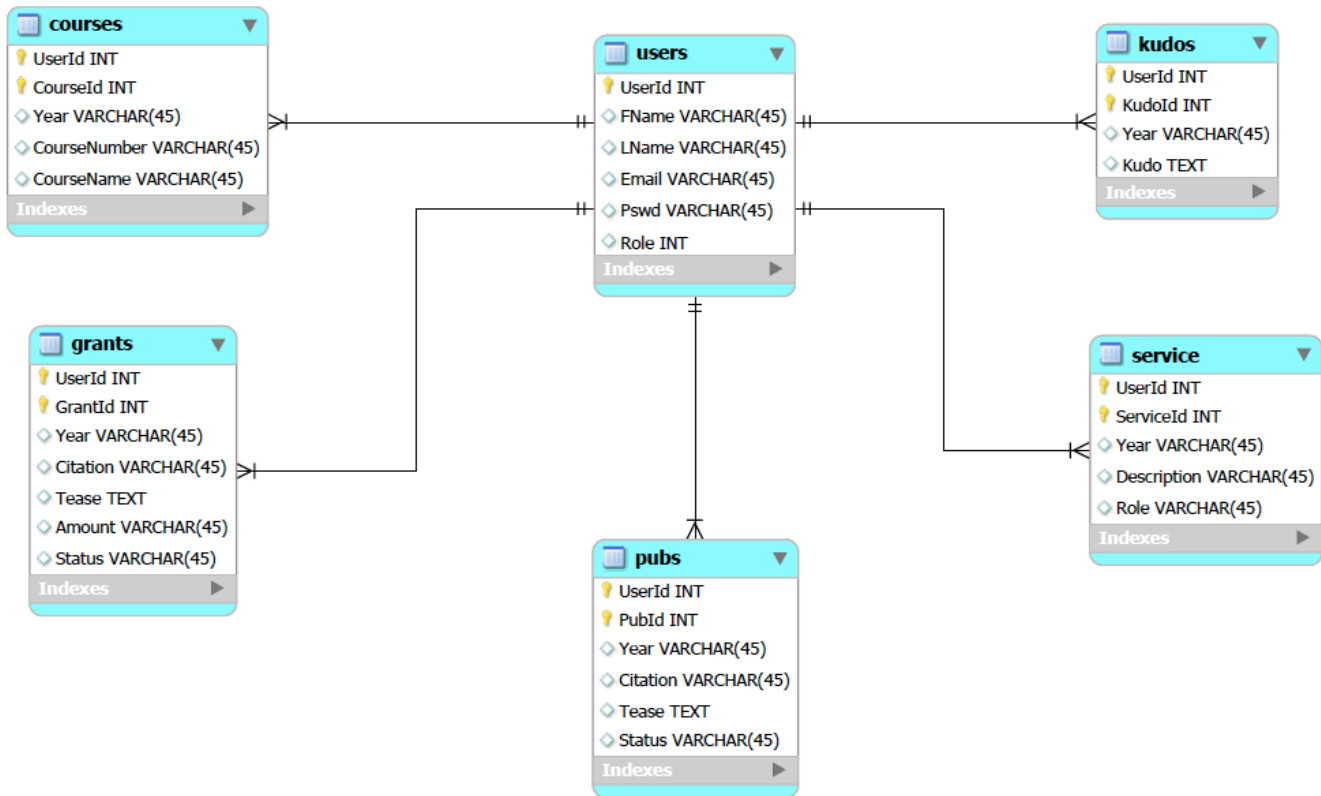 courses
UserId INT
CourseId INT
Year VARCHAR(45)
CourseNumber VARCHAR(45)
CourseName VARCHAR(45)
Indexes
users
UserId INT
FName VARCHAR(45)
LName VARCHAR(45)
Email VARCHAR(45)
Pswd VARCHAR(45)
Role INT
Indexes
kudos
UserId INT
KudoId INT
Year VARCHAR(45)
Kudo TEXT
Indexes
grants
UserId INT
GrantId INT
Year VARCHAR(45)
Citation VARCHAR(45)
Tease TEXT
Amount VARCHAR(45)
Status VARCHAR(45)
Indexes
service
UserId INT
ServiceId INT
Year VARCHAR(45)
Description VARCHAR(45)
Role VARCHAR(45)
Indexes
pubs
UserId INT
PubId INT
Year VARCHAR(45)
Citation VARCHAR(45)
Tease TEXT
Status VARCHAR(45)
Indexes